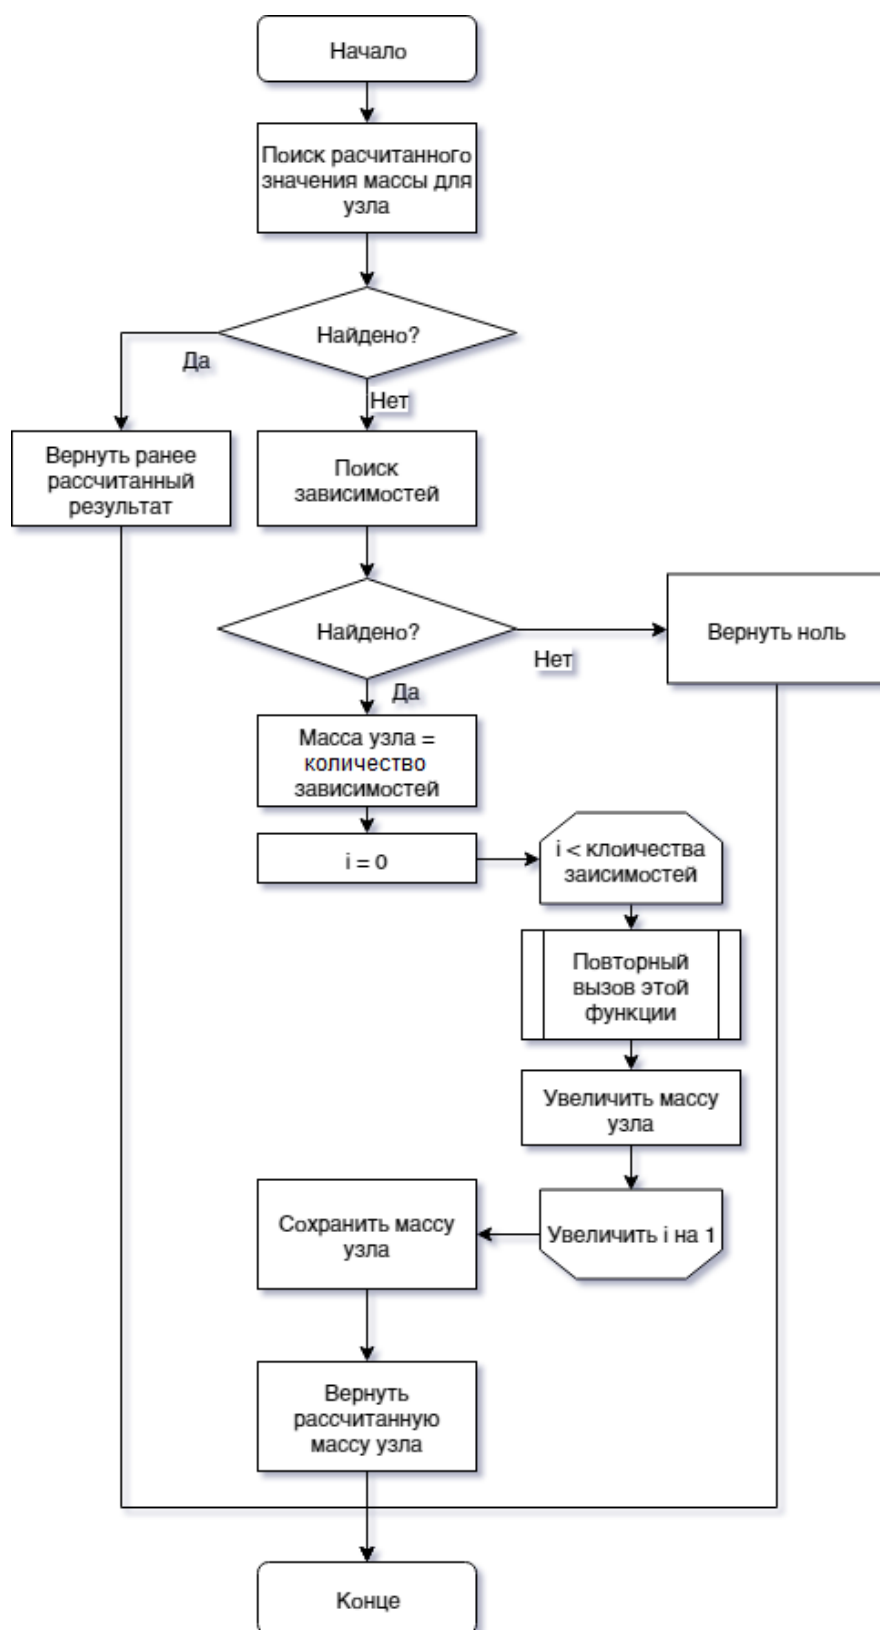 Начало
Поиск расчитанного
значения массы для
узла
Найдено?
Да
Нет
Вернуть ранее
рассчитанный
результат
Поиск
зависимостей
Найдено?
Нет
Вернуть ноль
Да
Масса узла =
количество
зависимостей
i = 0
i < клоичества
заисимостей
Повторный
вызов этой
функции
Увеличить массу
узла
Увеличить i на 1
Сохранить массу
узла
Вернуть
рассчитанную
массу узла
Конце